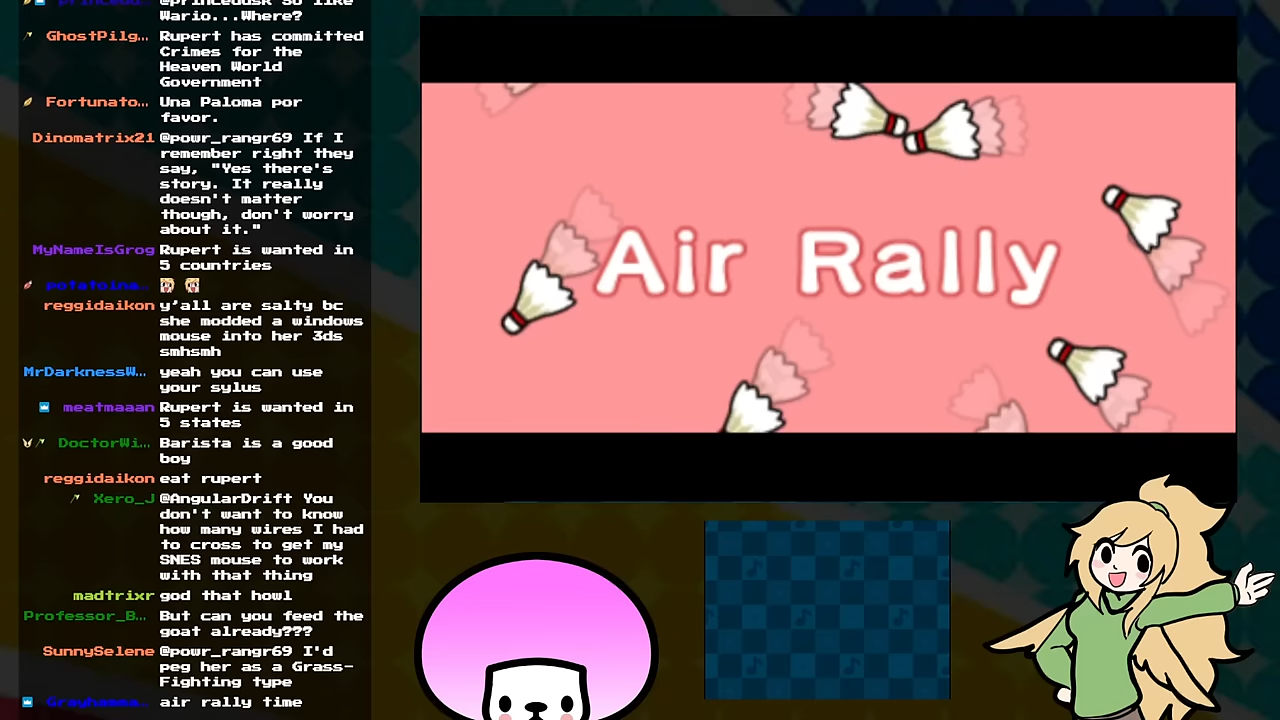 Wario...Where?
GhostPilg… Rupert has committed
Crimes for the
Heaven World
Government
Fortunato… Una Paloma por
favor.
Dinomatrix21 @powr_rangr69 If I
remember right they
say, "Yes there's
story. It really
doesn't matter
though, don't worry
about it."
MyNameIsGrog Rupert is wanted in
5 countries
potatoina…
reggidaikon y'all are salty bc
she modded a windows
mouse into her 3ds
smhsmh
MrDarknessW… yeah you can use
your sylus
meatmaaan Rupert is wanted in
5 states
DoctorWi… Barista is a good
boy
reggidaikon eat rupert
Xero_J @AngularDrift You
don't want to know
how many wires I had
to cross to get my
SNES mouse to work
with that thing
madtrixr god that howl
Professor_B… But can you feed the
goat already???
SunnySelene @powr_rangr69 I'd
peg her as a Grass-
Fighting type
air rally time
Air Rally